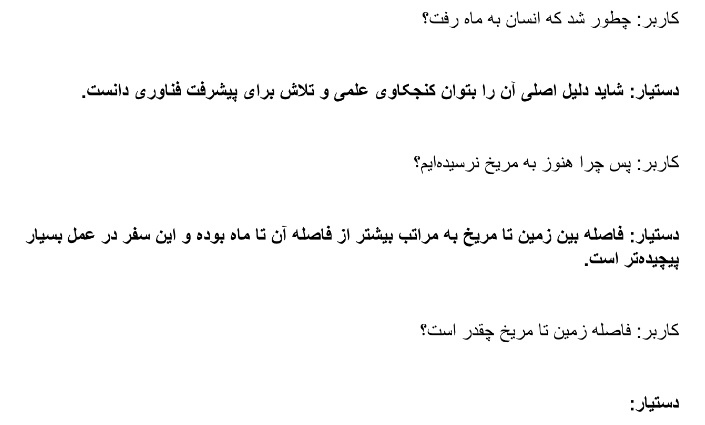 کاربر: چطور شد که انسان به ماه رفت؟
دستیار: شاید دلیل اصلی آن را بتوان کنجکاوی علمی و تلاش برای پیشرفت فناوری دانست.
کاربر: پس چرا هنوز به مریخ نرسیده‌ایم؟
دستیار: فاصله بین زمین تا مریخ به مراتب بیشتر از فاصله آن تا ماه بوده و این سفر در عمل بسیار
پیچیده‌تر است.
کاربر: فاصله زمین تا مریخ چقدر است؟
دستیار: